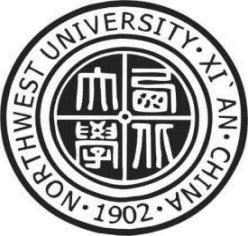 NORTHWEST UNIVERSITY · XI`AN · CHINA
· 1902 ·
西北
大學